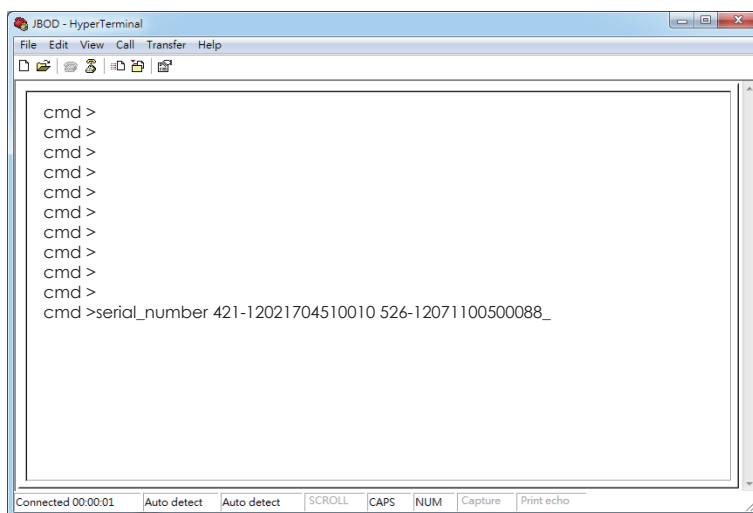 JBOD - HyperTerminal
File Edit View Call Transfer Help
cmd >
cmd >
cmd >
cmd >
cmd >
cmd >
cmd >
cmd >
cmd >
cmd >
cmd >serial_number 421-12021704510010 526-12071100500088_
Connected 00:00:01 Auto detect Auto detect SCROLL CAPS NUM Capture Print echo